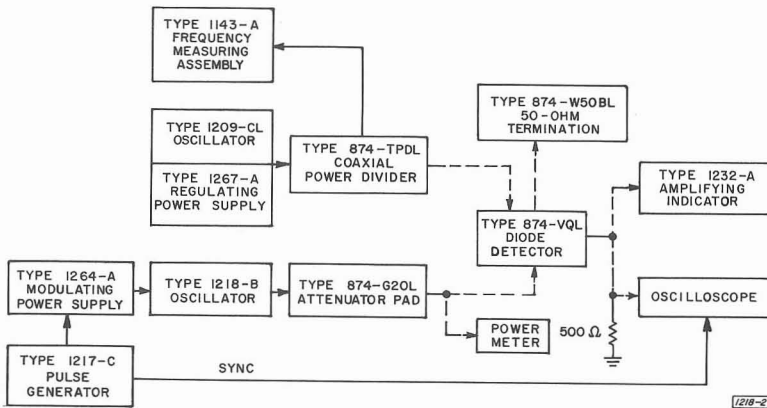 TYPE 1143-A
FREQUENCY
MEASURING
ASSEMBLY
TYPE 1209-CL
OSCILLATOR
TYPE 1267-A
REGULATING
POWER SUPPLY
TYPE 874-TPDL
COAXIAL
POWER DIVIDER
TYPE 874-W50BL
50-OHM
TERMINATION
TYPE 1232-A
AMPLIFYING
INDICATOR
TYPE 874-VQL
DIODE
DETECTOR
TYPE 1264-A
MODULATING
POWER SUPPLY
TYPE 1218-B
OSCILLATOR
TYPE 874-G20L
ATTENUATOR PAD
POWER
METER
500 Ω
OSCILLOSCOPE
TYPE 1217-C
PULSE
GENERATOR
SYNC
1218-2